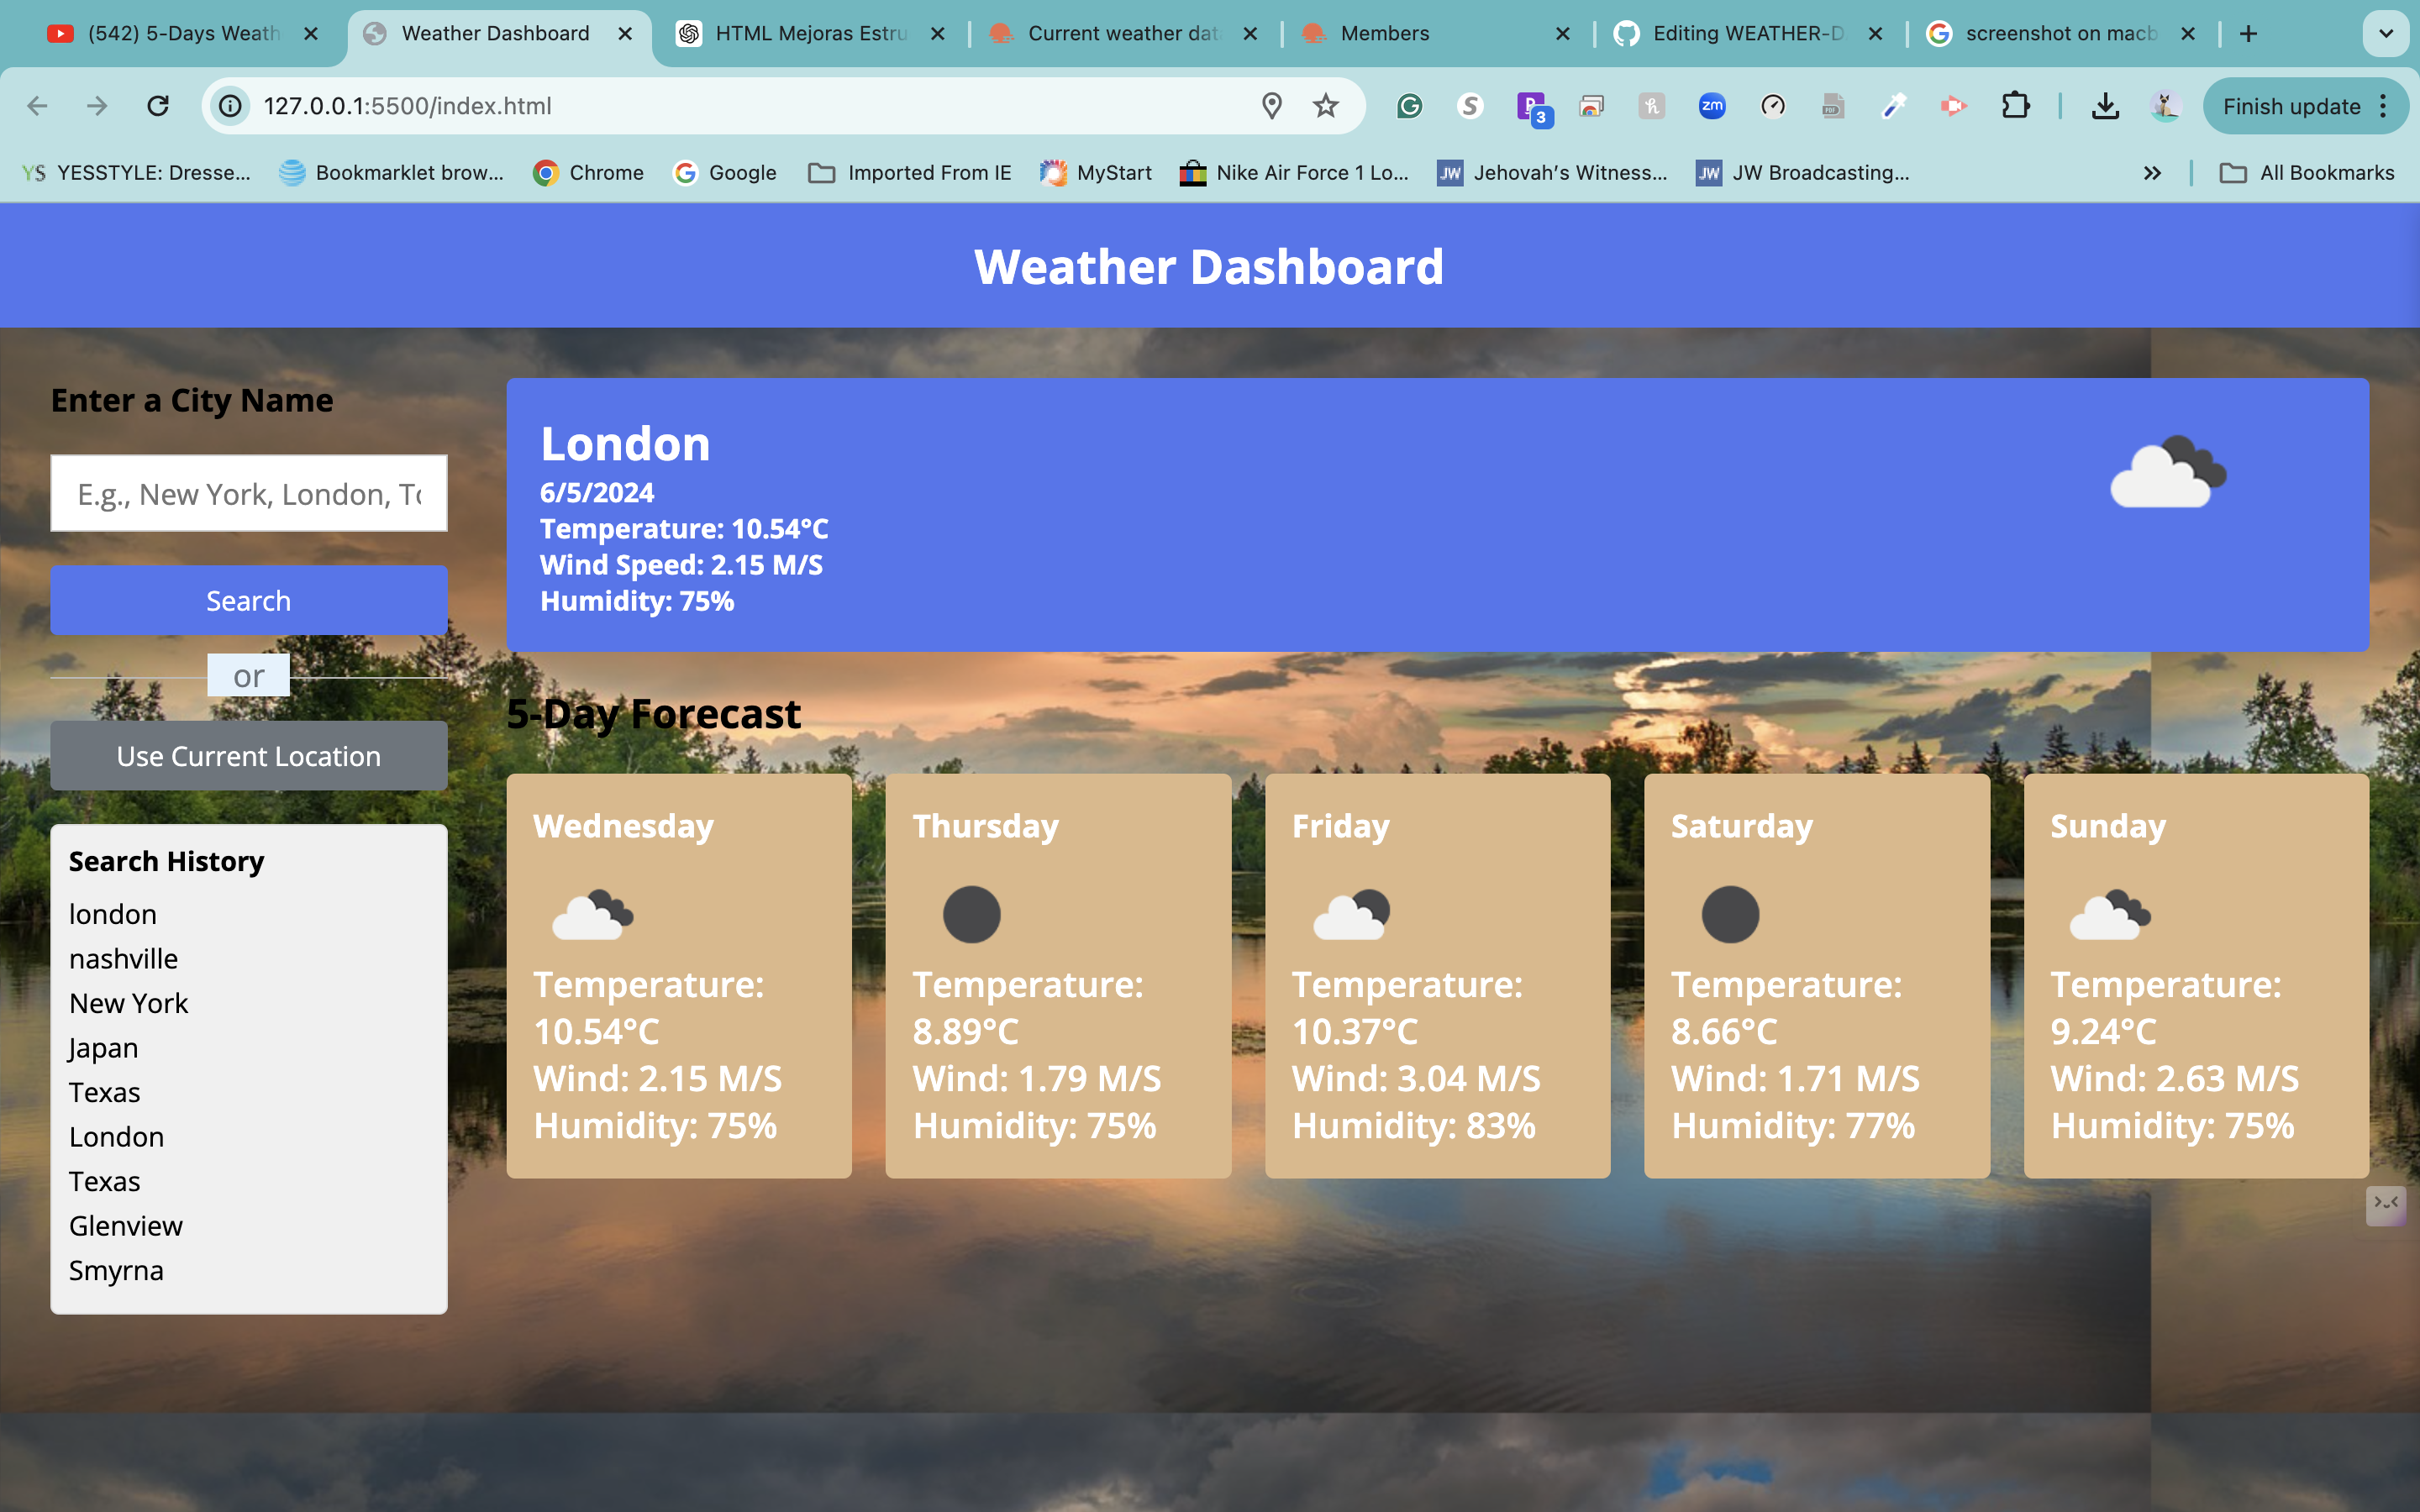 (542) 5-Days Weath
Weather Dashboard
HTML Mejoras Estru
Current weather dat
Members
Editing WEATHER-D
screenshot on macb
127.0.0.1:5500/index.html
3
zm
PDF
Finish update
YS YESSTYLE: Dresse...
Bookmarklet brow...
Chrome
Google
Imported From IE
MyStart
Nike Air Force 1 Lo...
JW Jehovah’s Witness...
JW JW Broadcasting...
All Bookmarks
Weather Dashboard
Enter a City Name
E.g., New York, London, To
Search
or
Use Current Location
Search History
london
nashville
New York
Japan
Texas
London
Texas
Glenview
Smyrna
London
6/5/2024
Temperature: 10.54°C
Wind Speed: 2.15 M/S
Humidity: 75%
5-Day Forecast
Wednesday
Temperature:
10.54°C
Wind: 2.15 M/S
Humidity: 75%
Thursday
Temperature:
8.89°C
Wind: 1.79 M/S
Humidity: 75%
Friday
Temperature:
10.37°C
Wind: 3.04 M/S
Humidity: 83%
Saturday
Temperature:
8.66°C
Wind: 1.71 M/S
Humidity: 77%
Sunday
Temperature:
9.24°C
Wind: 2.63 M/S
Humidity: 75%